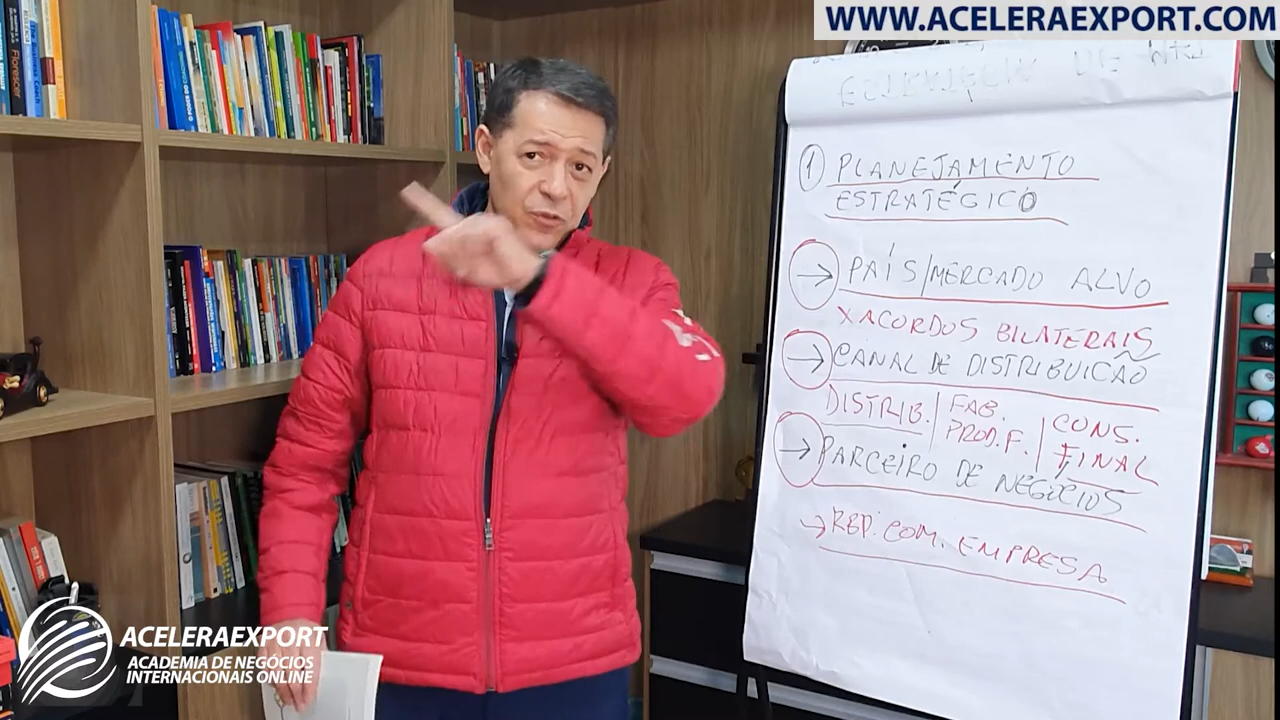 WWW.ACELERAEXPORT.COM
① PLANEJAMENTO
ESTRATÉGICO
→ PAÍS/MERCADO ALVO
X ACORDOS BILATERAIS
→ CANAL DE DISTRIBUIÇÃO
DISTRIB. / FAB. PROD. F. / CONS. FINAL
→ PARCEIRO DE NEGÓCIOS
→ REP. COM. EMPRESA
ACELERAEXPORT
ACADEMIA DE NEGÓCIOS
INTERNACIONAIS ONLINE